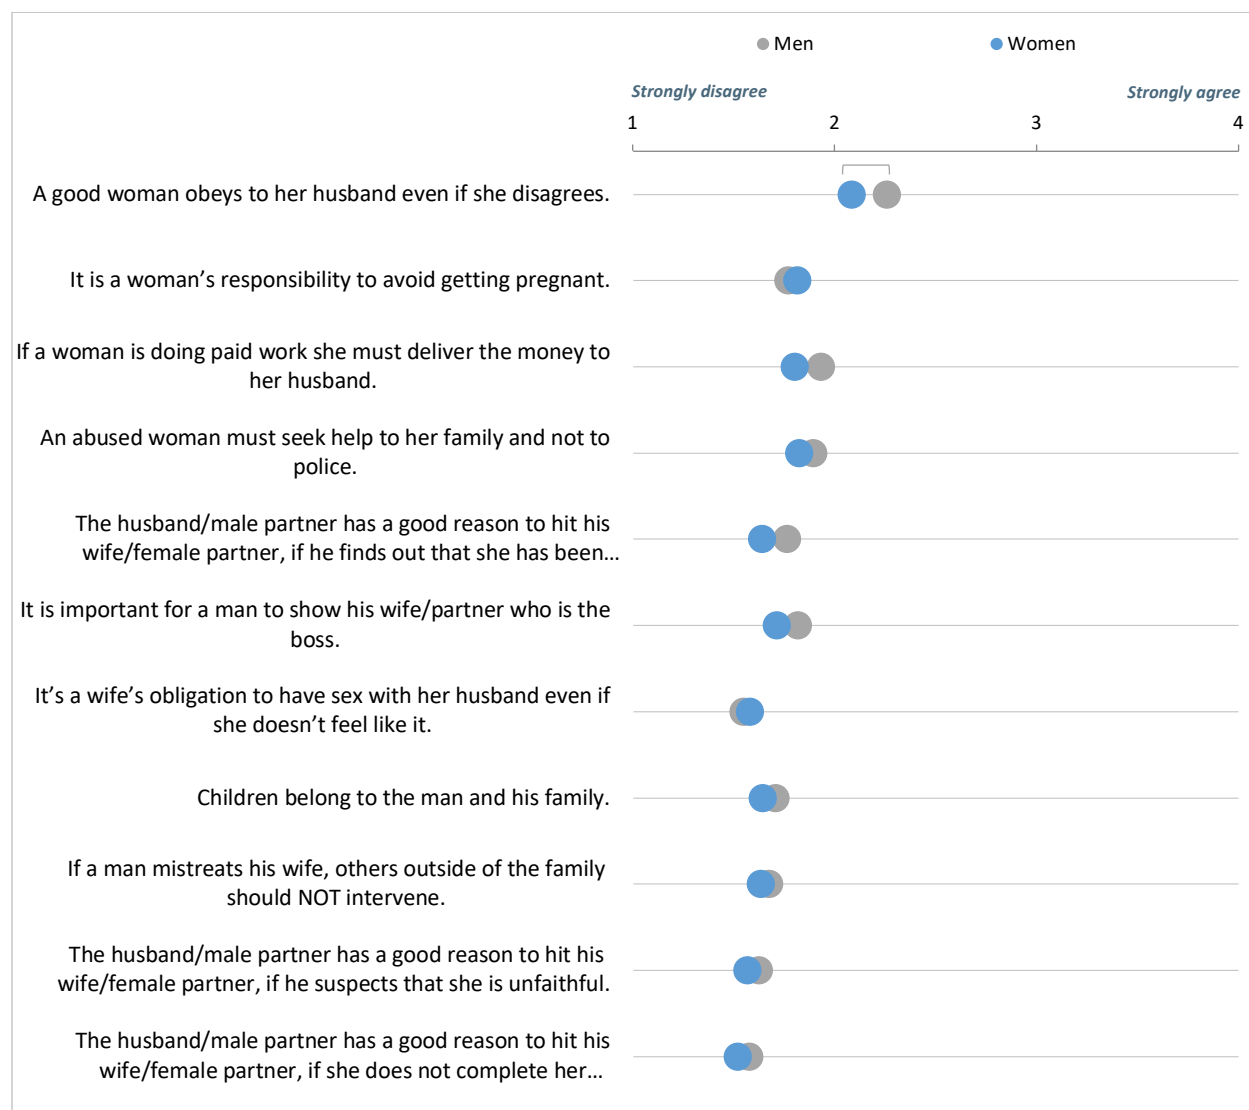 Men
Women
Strongly disagree
Strongly agree
1
2
3
4
A good woman obeys to her husband even if she disagrees.
It is a woman’s responsibility to avoid getting pregnant.
If a woman is doing paid work she must deliver the money to
her husband.
An abused woman must seek help to her family and not to
police.
The husband/male partner has a good reason to hit his
wife/female partner, if he finds out that she has been...
It is important for a man to show his wife/partner who is the
boss.
It’s a wife’s obligation to have sex with her husband even if
she doesn’t feel like it.
Children belong to the man and his family.
If a man mistreats his wife, others outside of the family
should NOT intervene.
The husband/male partner has a good reason to hit his
wife/female partner, if he suspects that she is unfaithful.
The husband/male partner has a good reason to hit his
wife/female partner, if she does not complete her...